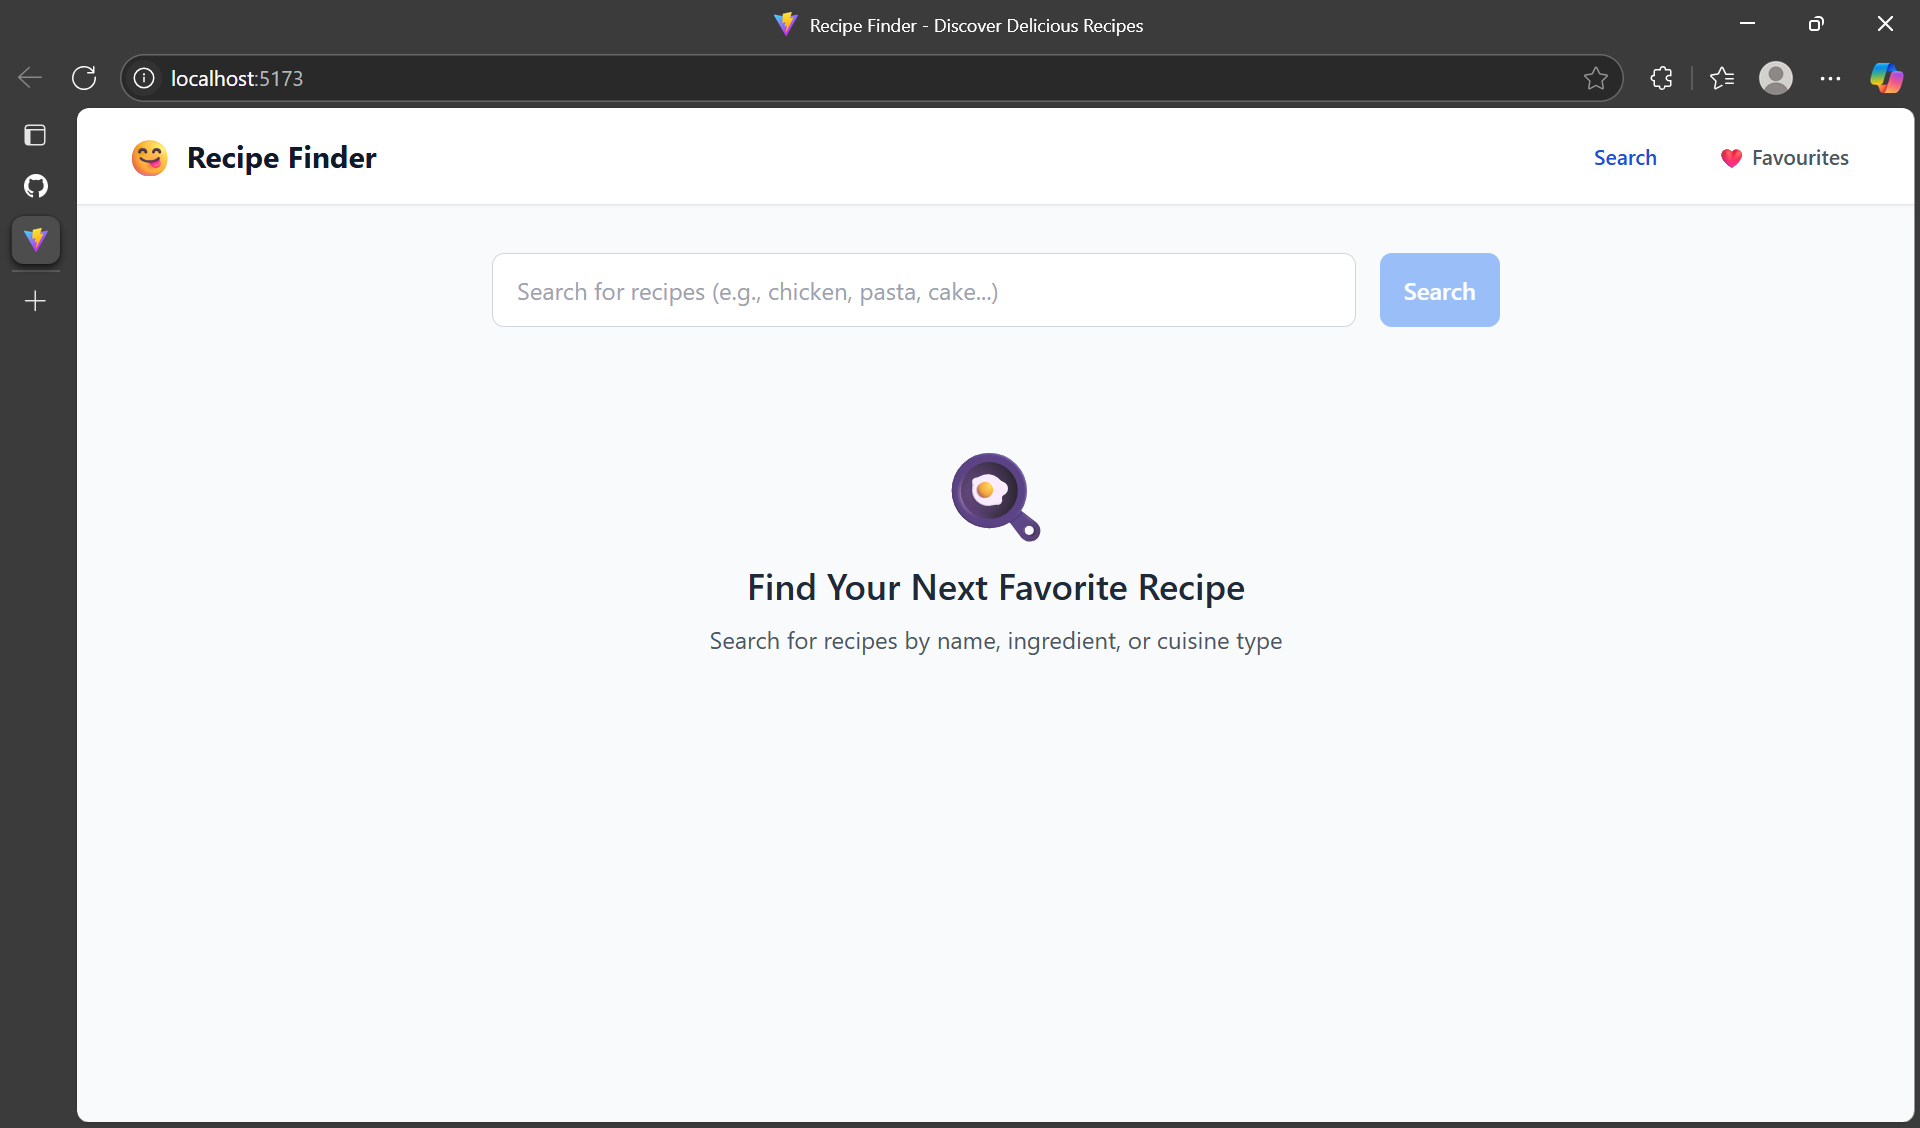 Recipe Finder - Discover Delicious Recipes
localhost:5173
Recipe Finder
Search
Favourites
Search for recipes (e.g., chicken, pasta, cake...)
Search
Find Your Next Favorite Recipe
Search for recipes by name, ingredient, or cuisine type